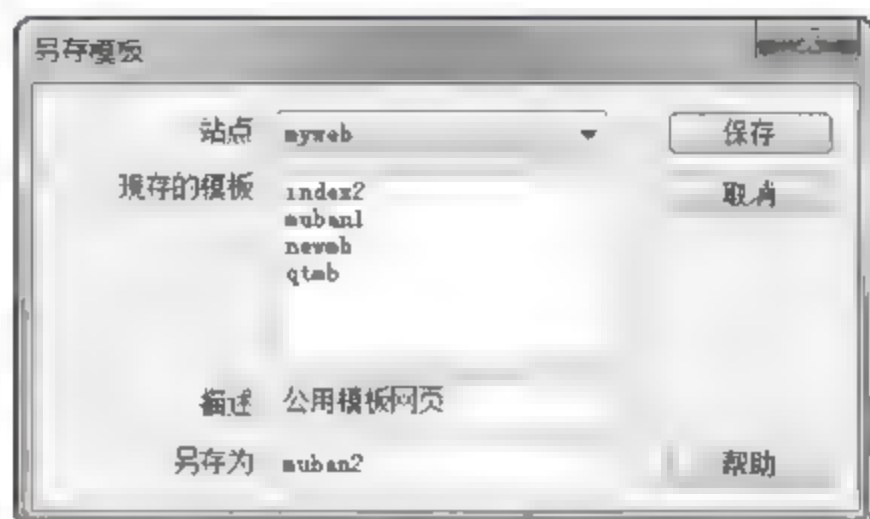 另存模板
站点 myweb 保存
现存的模板 index2 取消
muban1
newmb
qtmb
描述 公用模板网页
另存为 muban2 帮助